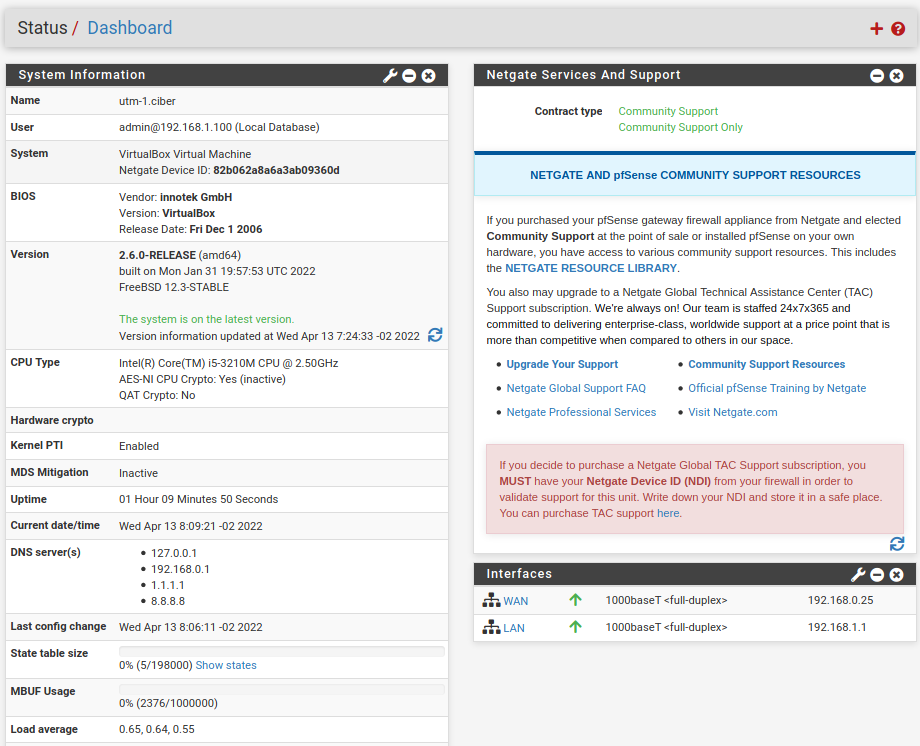 Status / Dashboard
System Information
Name utm-1.ciber
User admin@192.168.1.100 (Local Database)
System VirtualBox Virtual Machine
Netgate Device ID: 82b062a8a6a3ab09360d
BIOS Vendor: innotek GmbH
Version: VirtualBox
Release Date: Fri Dec 1 2006
Version 2.6.0-RELEASE (amd64)
built on Mon Jan 31 19:57:53 UTC 2022
FreeBSD 12.3-STABLE
The system is on the latest version.
Version information updated at Wed Apr 13 7:24:33 -02 2022
CPU Type Intel(R) Core(TM) i5-3210M CPU @ 2.50GHz
AES-NI CPU Crypto: Yes (inactive)
QAT Crypto: No
Hardware crypto
Kernel PTI Enabled
MDS Mitigation Inactive
Uptime 01 Hour 09 Minutes 50 Seconds
Current date/time Wed Apr 13 8:09:21 -02 2022
DNS server(s) • 127.0.0.1
• 192.168.0.1
• 1.1.1.1
• 8.8.8.8
Last config change Wed Apr 13 8:06:11 -02 2022
State table size
0% (5/198000) Show states
MBUF Usage
0% (2376/1000000)
Load average 0.65, 0.64, 0.55
Netgate Services And Support
Contract type Community Support
Community Support Only
NETGATE AND pfSense COMMUNITY SUPPORT RESOURCES
If you purchased your pfSense gateway firewall appliance from Netgate and elected
Community Support at the point of sale or installed pfSense on your own
hardware, you have access to various community support resources. This includes
the NETGATE RESOURCE LIBRARY.
You also may upgrade to a Netgate Global Technical Assistance Center (TAC)
Support subscription. We're always on! Our team is staffed 24x7x365 and
committed to delivering enterprise-class, worldwide support at a price point that is
more than competitive when compared to others in our space.
• Upgrade Your Support • Community Support Resources
• Netgate Global Support FAQ • Official pfSense Training by Netgate
• Netgate Professional Services • Visit Netgate.com
If you decide to purchase a Netgate Global TAC Support subscription, you
MUST have your Netgate Device ID (NDI) from your firewall in order to
validate support for this unit. Write down your NDI and store it in a safe place.
You can purchase TAC support here.
Interfaces
WAN 1000baseT <full-duplex> 192.168.0.25
LAN 1000baseT <full-duplex> 192.168.1.1